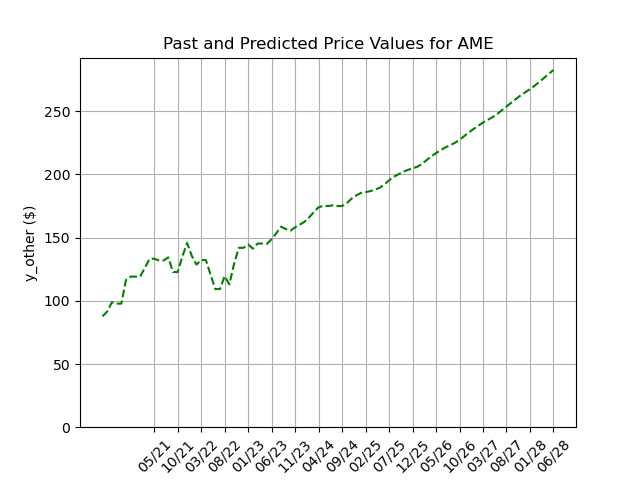 Past and Predicted Price Values for AME
y_other ($)
250
200
150
100
50
0
05/21 10/21 03/22 08/22 01/23 06/23 11/23 04/24 09/24 02/25 07/25 12/25 05/26 10/26 03/27 08/27 01/28 06/28